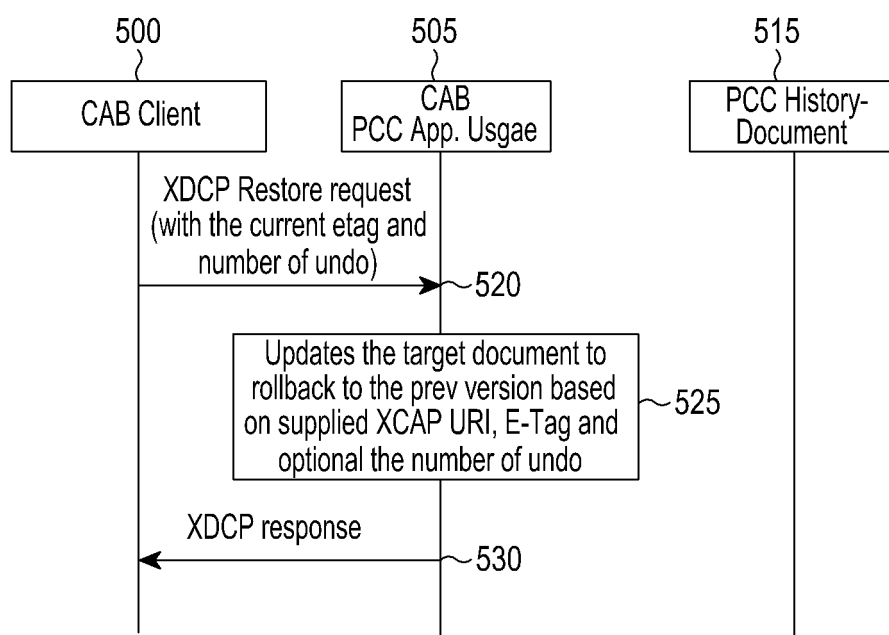 500
505
515
CAB Client
CAB
PCC App. Usgae
PCC History-
Document
XDCP Restore request
(with the current etag and
number of undo)
520
Updates the target document to
rollback to the prev version based
on supplied XCAP URI, E-Tag and
optional the number of undo
525
XDCP response
530